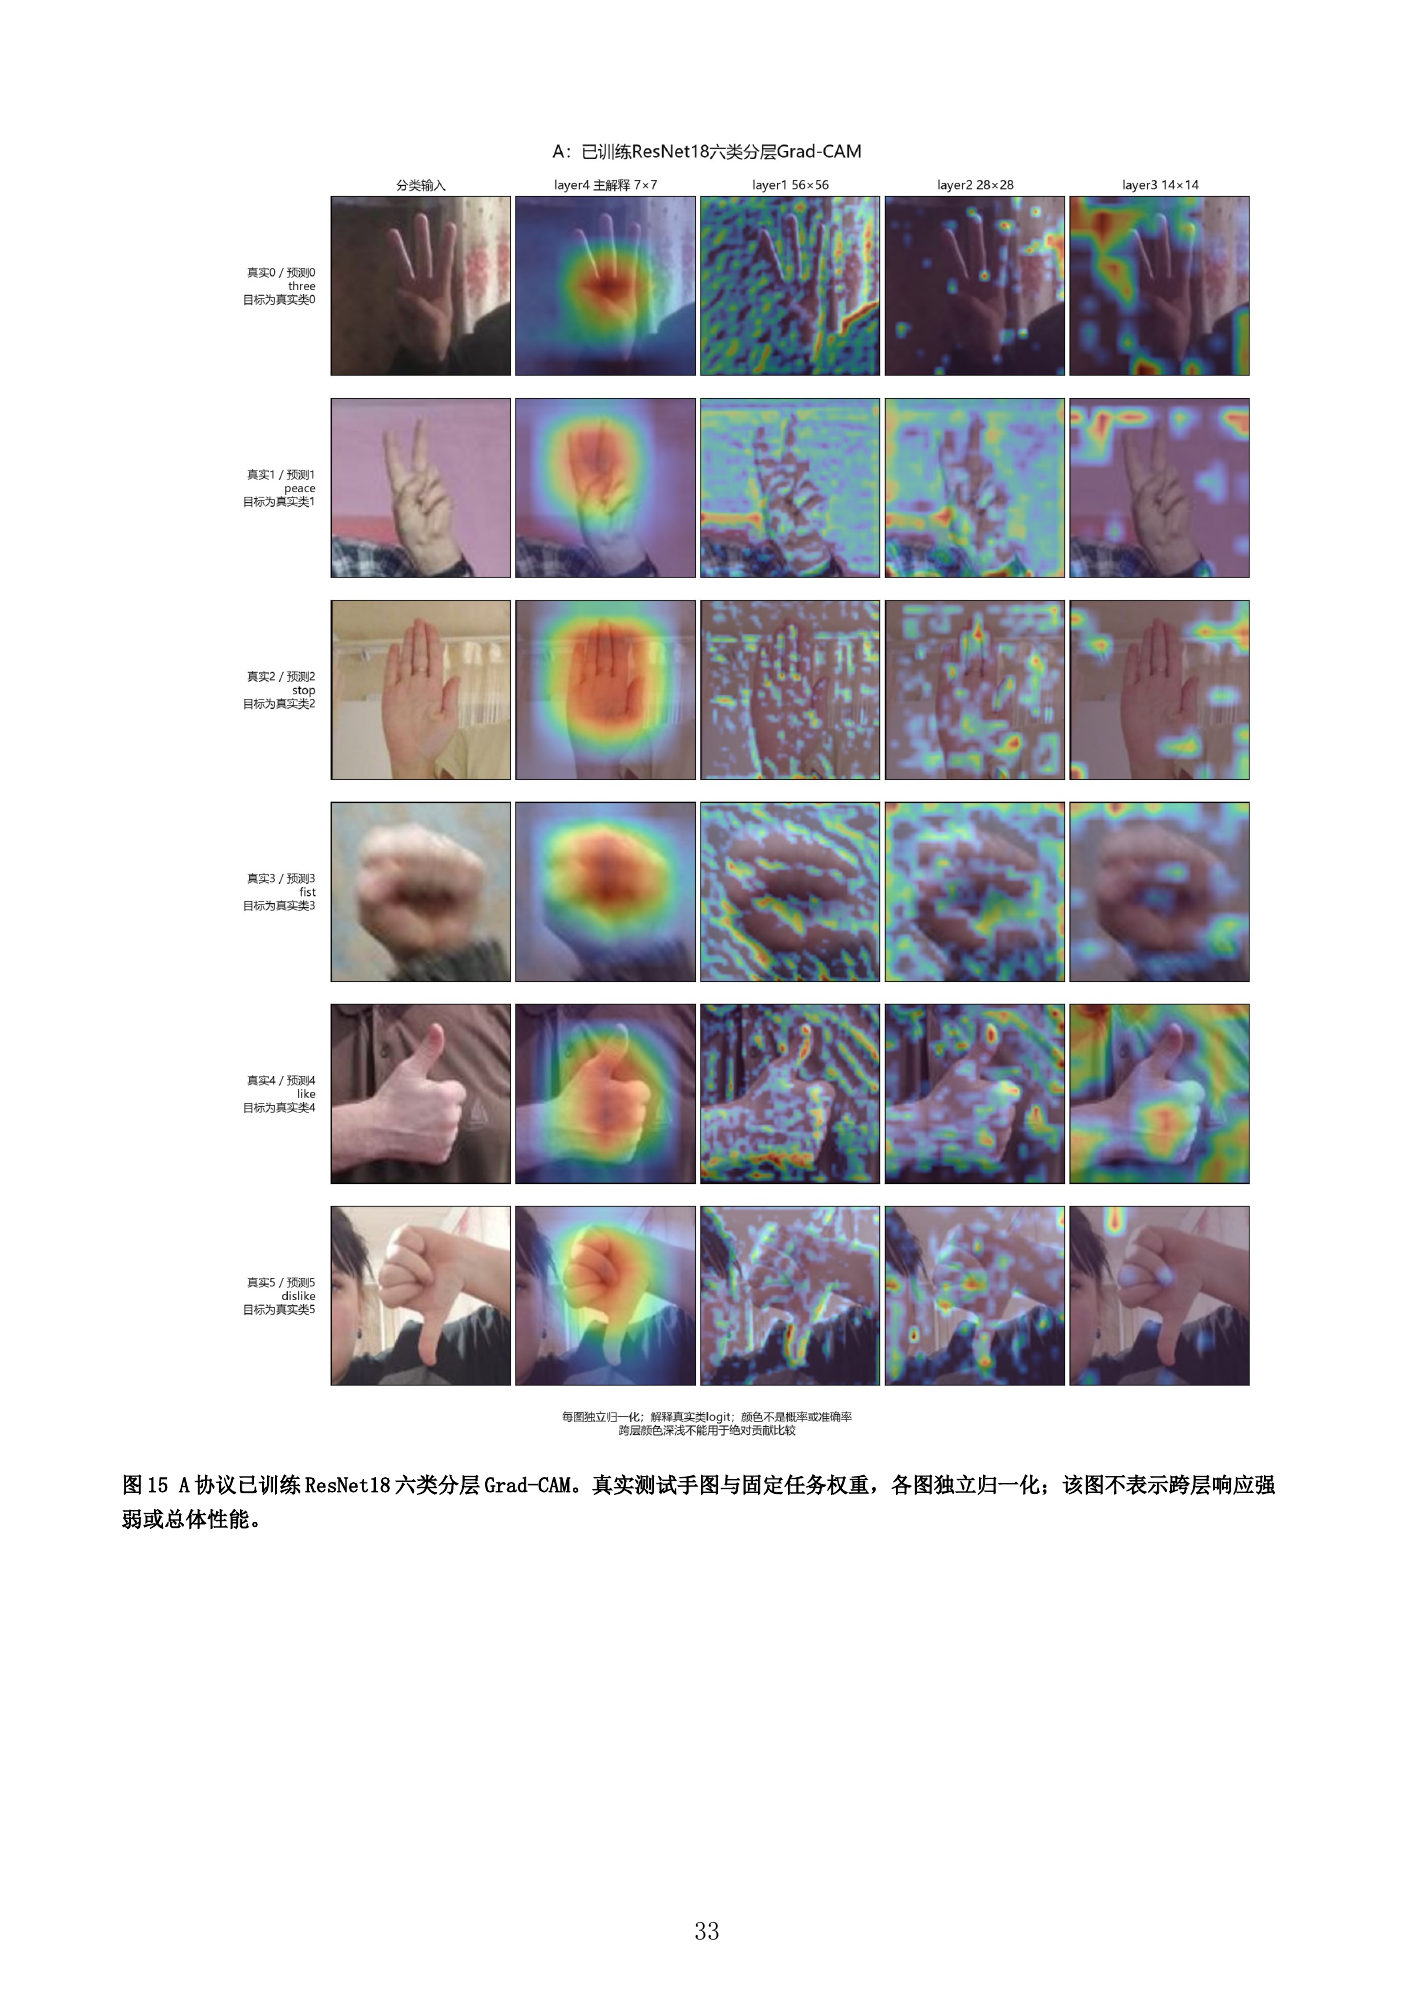 A：已训练ResNet18六类分层Grad-CAM
分类输入
layer4 主解释 7×7
layer1 56×56
layer2 28×28
layer3 14×14
真实0 / 预测0
three
目标为真实类0
真实1 / 预测1
peace
目标为真实类1
真实2 / 预测2
stop
目标为真实类2
真实3 / 预测3
fist
目标为真实类3
真实4 / 预测4
like
目标为真实类4
真实5 / 预测5
dislike
目标为真实类5
每图独立归一化；解释真实类logit；颜色不是概率或准确率
跨层颜色深浅不能用于绝对贡献比较
图 15 A 协议已训练 ResNet18 六类分层 Grad-CAM。真实测试手图与固定任务权重，各图独立归一化；该图不表示跨层响应强
弱或总体性能。
33